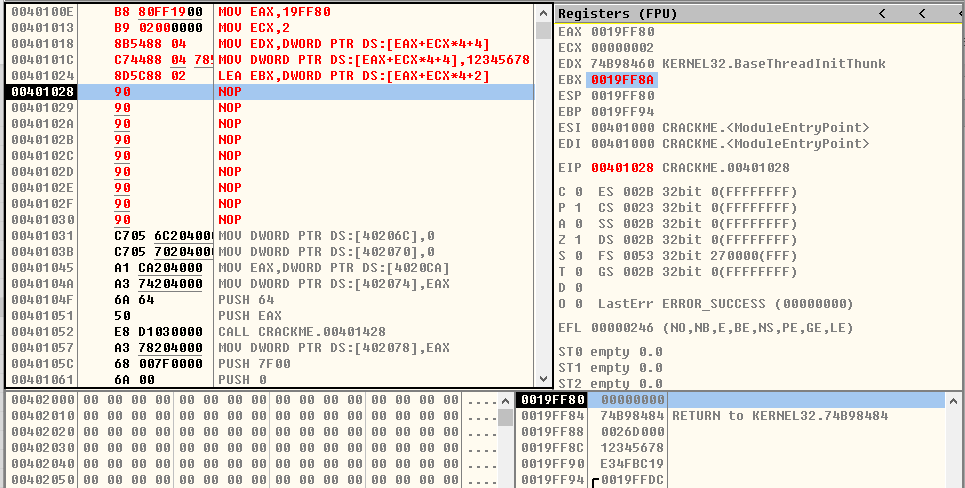 0040100E B8 80FF1900 MOV EAX,19FF80
00401013 B9 02000000 MOV ECX,2
00401018 8B5488 04 MOV EDX,DWORD PTR DS:[EAX+ECX*4+4]
0040101C C74488 04 785 MOV DWORD PTR DS:[EAX+ECX*4+4],12345678
00401024 8D5C88 02 LEA EBX,DWORD PTR DS:[EAX+ECX*4+2]
00401028 90 NOP
00401029 90 NOP
0040102A 90 NOP
0040102B 90 NOP
0040102C 90 NOP
0040102D 90 NOP
0040102E 90 NOP
0040102F 90 NOP
00401030 90 NOP
00401031 C705 6C204000 MOV DWORD PTR DS:[40206C],0
0040103B C705 70204000 MOV DWORD PTR DS:[402070],0
00401045 A1 CA204000 MOV EAX,DWORD PTR DS:[4020CA]
0040104A A3 74204000 MOV DWORD PTR DS:[402074],EAX
0040104F 6A 64 PUSH 64
00401051 50 PUSH EAX
00401052 E8 D1030000 CALL CRACKME.00401428
00401057 A3 78204000 MOV DWORD PTR DS:[402078],EAX
0040105C 68 007F0000 PUSH 7F00
00401061 6A 00 PUSH 0
Registers (FPU) < < <
EAX 0019FF80
ECX 00000002
EDX 74B98460 KERNEL32.BaseThreadInitThunk
EBX 0019FF8A
ESP 0019FF80
EBP 0019FF94
ESI 00401000 CRACKME.<ModuleEntryPoint>
EDI 00401000 CRACKME.<ModuleEntryPoint>
EIP 00401028 CRACKME.00401028
C 0 ES 002B 32bit 0(FFFFFFFF)
P 1 CS 0023 32bit 0(FFFFFFFF)
A 0 SS 002B 32bit 0(FFFFFFFF)
Z 1 DS 002B 32bit 0(FFFFFFFF)
S 0 FS 0053 32bit 270000(FFF)
T 0 GS 002B 32bit 0(FFFFFFFF)
D 0
O 0 LastErr ERROR_SUCCESS (00000000)
EFL 00000246 (NO,NB,E,BE,NS,PE,GE,LE)
ST0 empty 0.0
ST1 empty 0.0
ST2 empty 0.0
00402000 00 00 00 00 00 00 00 00 00 00 00 00 00 00 00 00 ....
00402010 00 00 00 00 00 00 00 00 00 00 00 00 00 00 00 00 ....
00402020 00 00 00 00 00 00 00 00 00 00 00 00 00 00 00 00 ....
00402030 00 00 00 00 00 00 00 00 00 00 00 00 00 00 00 00 ....
00402040 00 00 00 00 00 00 00 00 00 00 00 00 00 00 00 00 ....
00402050 00 00 00 00 00 00 00 00 00 00 00 00 00 00 00 00 ....
0019FF80 00000000
0019FF84 74B98484 RETURN to KERNEL32.74B98484
0019FF88 0026D000
0019FF8C 12345678
0019FF90 E34FBC19
0019FF94 0019FFDC